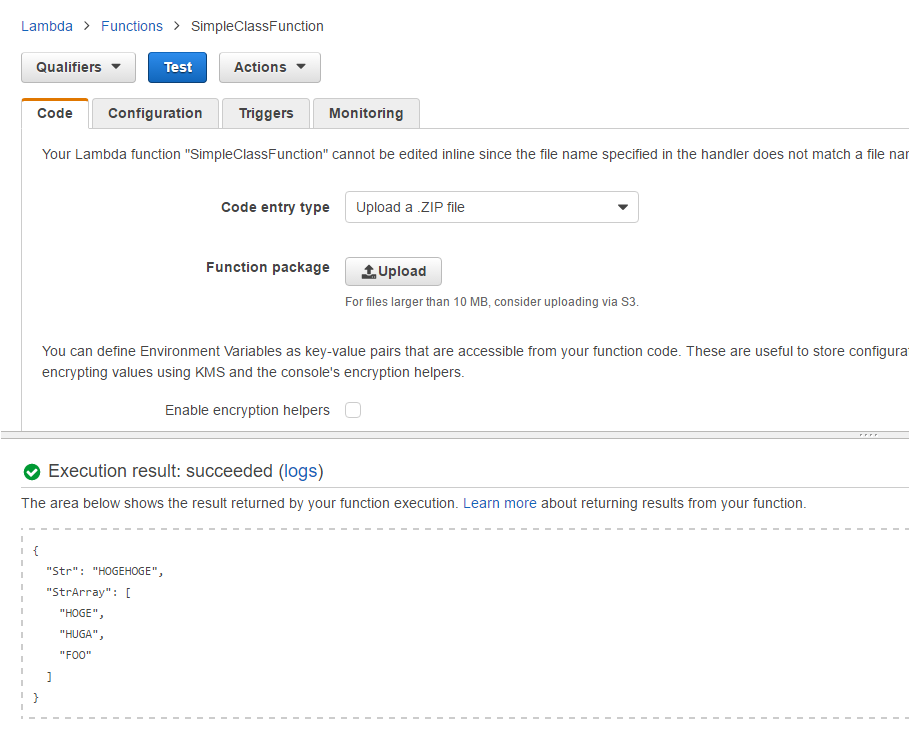 Lambda > Functions > SimpleClassFunction
Qualifiers Test Actions
Code Configuration Triggers Monitoring
Your Lambda function "SimpleClassFunction" cannot be edited inline since the file name specified in the handler does not match a file
Code entry type Upload a .ZIP file
Function package Upload
For files larger than 10 MB, consider uploading via S3.
You can define Environment Variables as key-value pairs that are accessible from your function code. These are useful to store
encrypting values using KMS and the console's encryption helpers.
Enable encryption helpers
Execution result: succeeded (logs)
The area below shows the result returned by your function execution. Learn more about returning results from your function.
{
"Str": "HOGEHOGE",
"StrArray": [
"HOGE",
"HUGA",
"FOO"
]
}